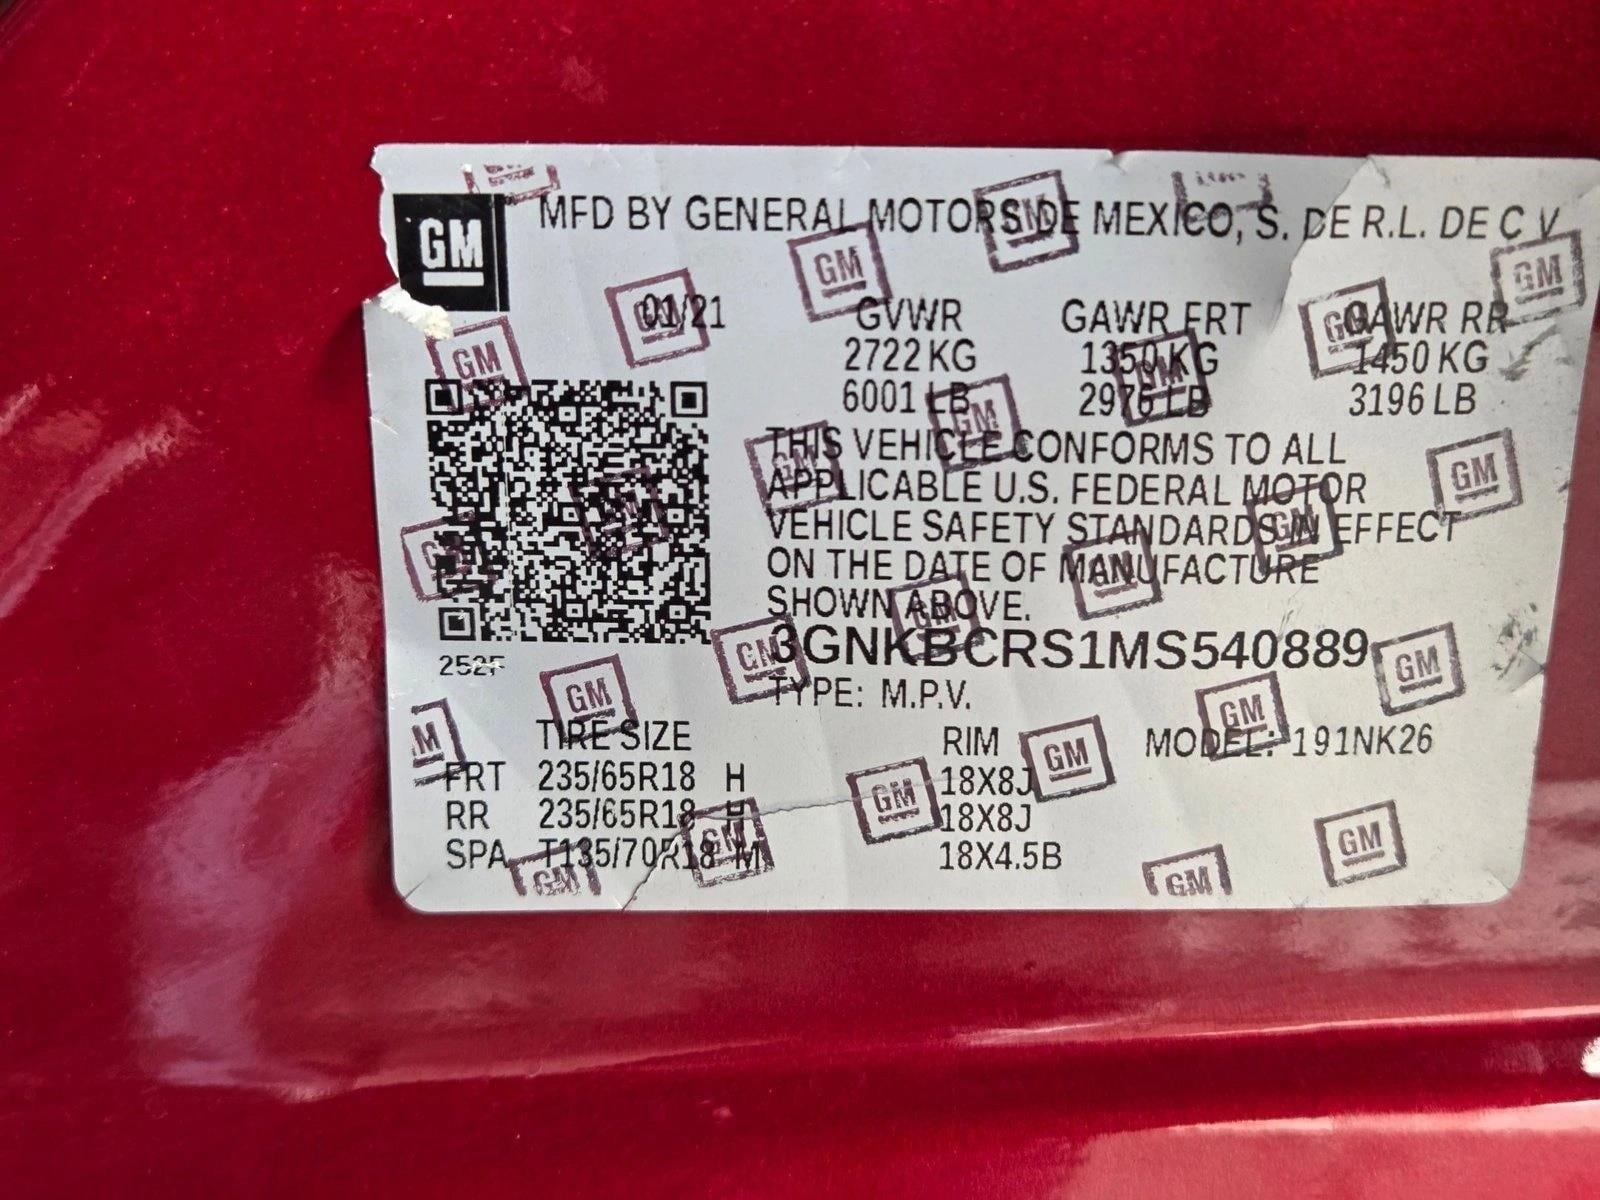 GM
MFD BY GENERAL MOTORS DE MEXICO, S. DE R.L. DE C V
01/21 GVWR GAWR FRT GAWR RR
2722 KG 1350 KG 1450 KG
6001 LB 2976 LB 3196 LB
THIS VEHICLE CONFORMS TO ALL
APPLICABLE U.S. FEDERAL MOTOR
VEHICLE SAFETY STANDARDS IN EFFECT
ON THE DATE OF MANUFACTURE
SHOWN ABOVE.
3GNKBCRS1MS540889
252F
TYPE: M.P.V.
TIRE SIZE RIM MODEL: 191NK26
FRT 235/65R18 H 18X8J
RR 235/65R18 H 18X8J
SPA T135/70R18 M 18X4.5B